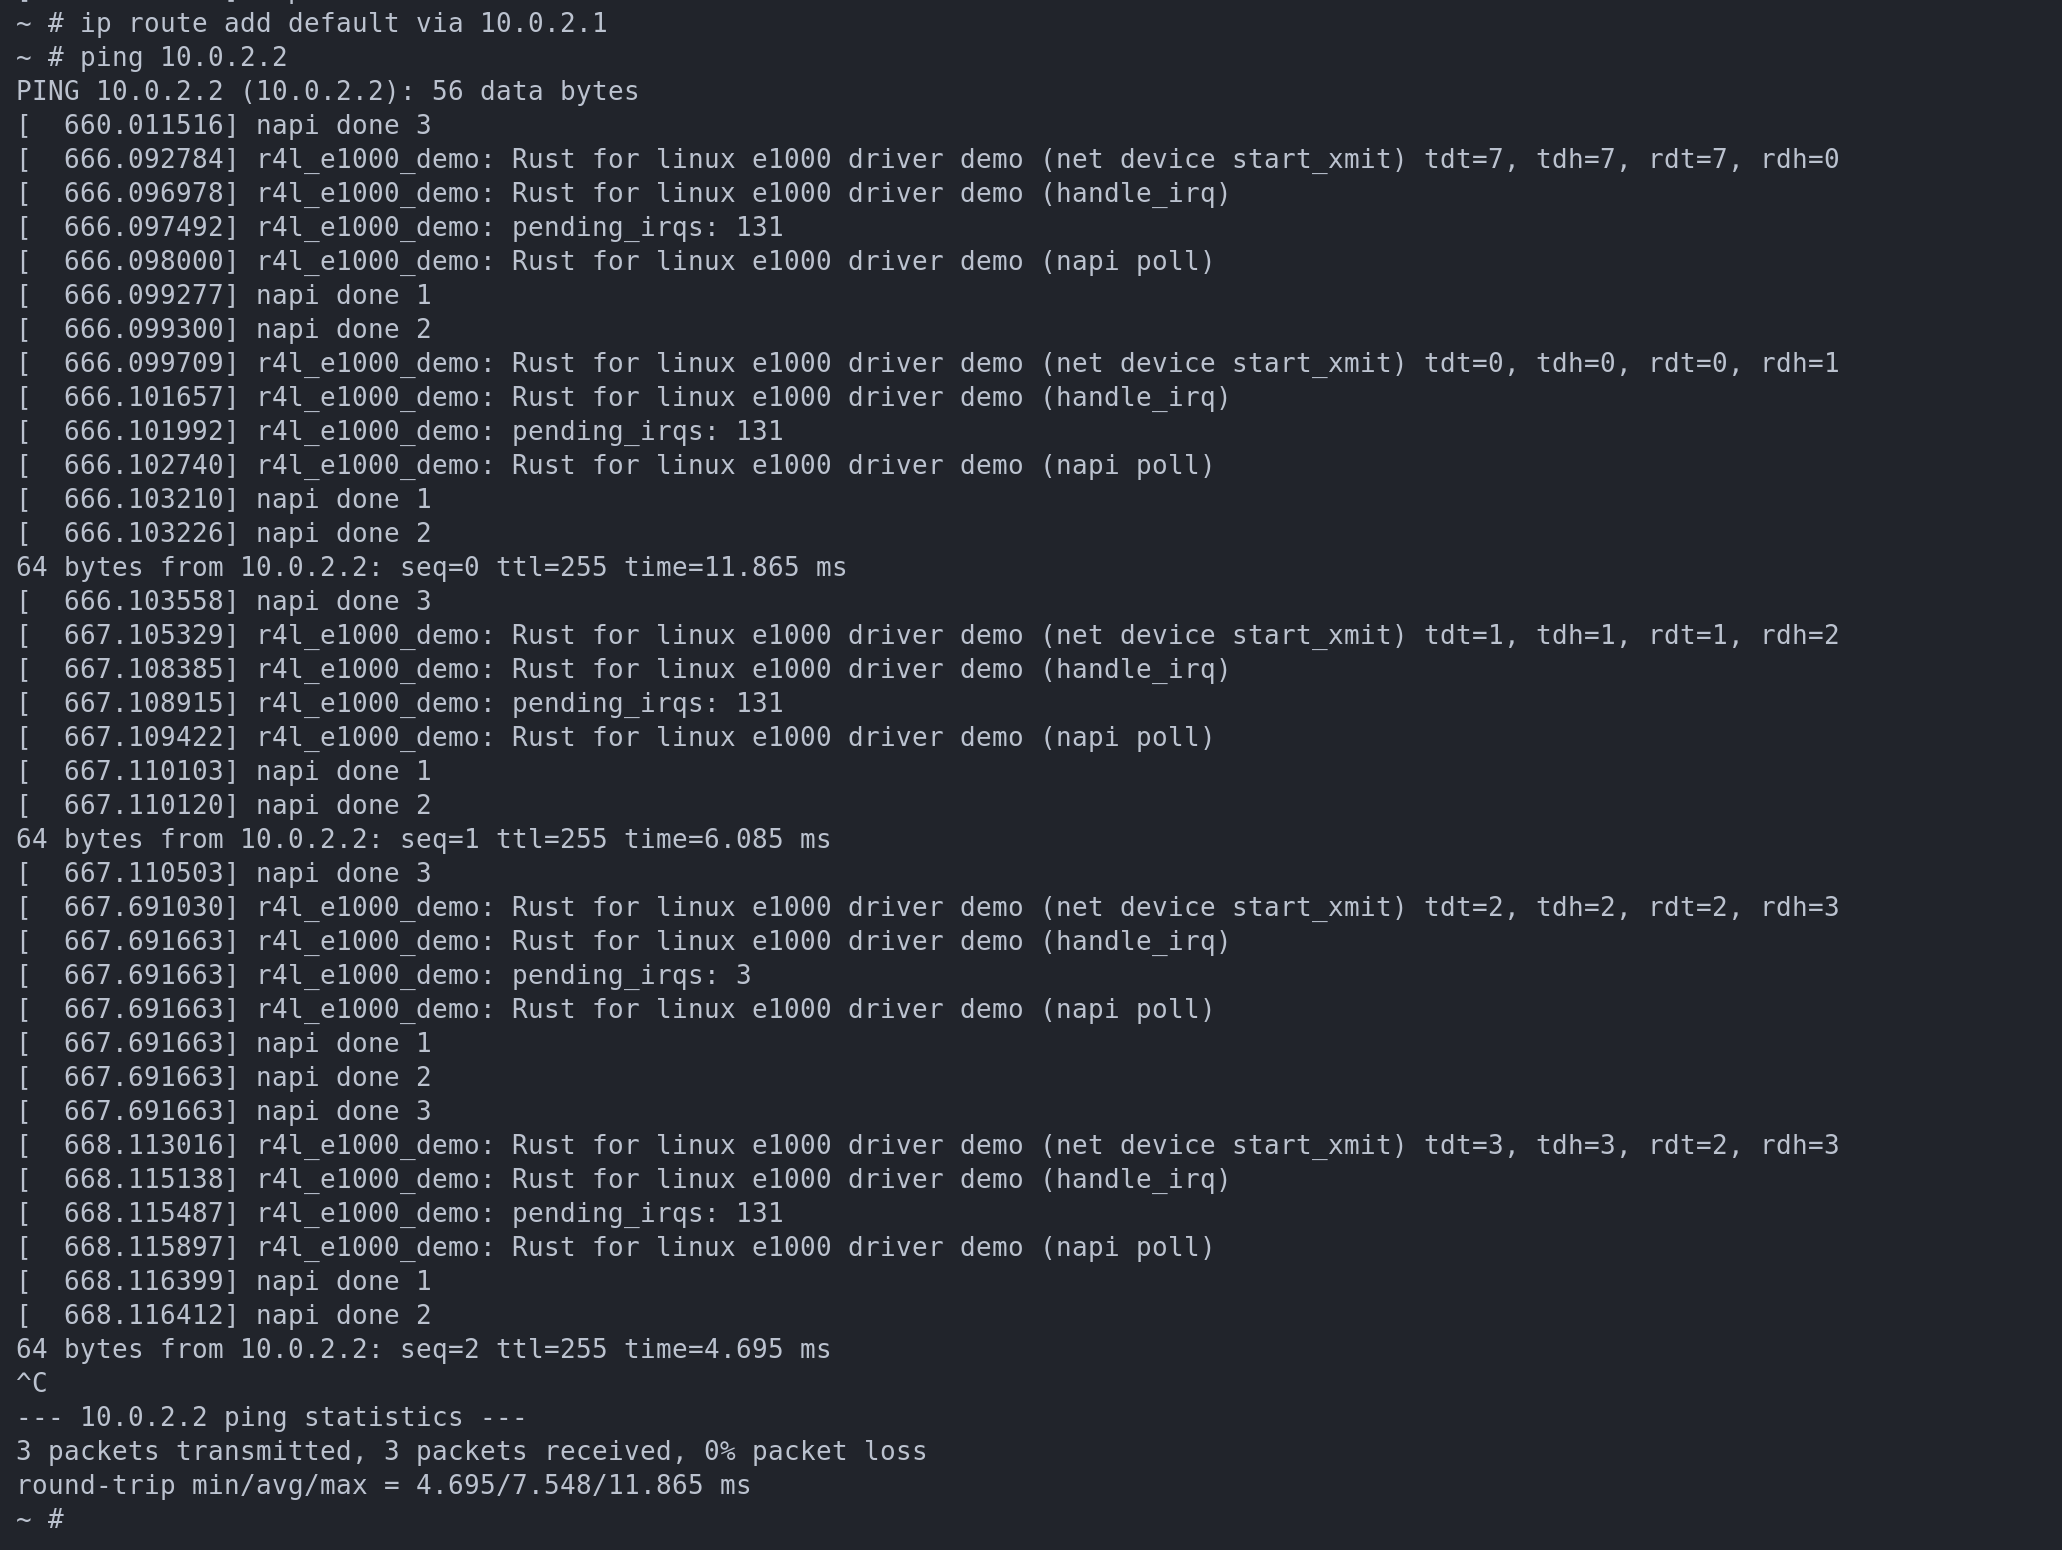 ~ # ip route add default via 10.0.2.1
~ # ping 10.0.2.2
PING 10.0.2.2 (10.0.2.2): 56 data bytes
[  660.011516] napi done 3
[  666.092784] r4l_e1000_demo: Rust for linux e1000 driver demo (net device start_xmit) tdt=7, tdh=7, rdt=7, rdh=0
[  666.096978] r4l_e1000_demo: Rust for linux e1000 driver demo (handle_irq)
[  666.097492] r4l_e1000_demo: pending_irqs: 131
[  666.098000] r4l_e1000_demo: Rust for linux e1000 driver demo (napi poll)
[  666.099277] napi done 1
[  666.099300] napi done 2
[  666.099709] r4l_e1000_demo: Rust for linux e1000 driver demo (net device start_xmit) tdt=0, tdh=0, rdt=0, rdh=1
[  666.101657] r4l_e1000_demo: Rust for linux e1000 driver demo (handle_irq)
[  666.101992] r4l_e1000_demo: pending_irqs: 131
[  666.102740] r4l_e1000_demo: Rust for linux e1000 driver demo (napi poll)
[  666.103210] napi done 1
[  666.103226] napi done 2
64 bytes from 10.0.2.2: seq=0 ttl=255 time=11.865 ms
[  666.103558] napi done 3
[  667.105329] r4l_e1000_demo: Rust for linux e1000 driver demo (net device start_xmit) tdt=1, tdh=1, rdt=1, rdh=2
[  667.108385] r4l_e1000_demo: Rust for linux e1000 driver demo (handle_irq)
[  667.108915] r4l_e1000_demo: pending_irqs: 131
[  667.109422] r4l_e1000_demo: Rust for linux e1000 driver demo (napi poll)
[  667.110103] napi done 1
[  667.110120] napi done 2
64 bytes from 10.0.2.2: seq=1 ttl=255 time=6.085 ms
[  667.110503] napi done 3
[  667.691030] r4l_e1000_demo: Rust for linux e1000 driver demo (net device start_xmit) tdt=2, tdh=2, rdt=2, rdh=3
[  667.691663] r4l_e1000_demo: Rust for linux e1000 driver demo (handle_irq)
[  667.691663] r4l_e1000_demo: pending_irqs: 3
[  667.691663] r4l_e1000_demo: Rust for linux e1000 driver demo (napi poll)
[  667.691663] napi done 1
[  667.691663] napi done 2
[  667.691663] napi done 3
[  668.113016] r4l_e1000_demo: Rust for linux e1000 driver demo (net device start_xmit) tdt=3, tdh=3, rdt=2, rdh=3
[  668.115138] r4l_e1000_demo: Rust for linux e1000 driver demo (handle_irq)
[  668.115487] r4l_e1000_demo: pending_irqs: 131
[  668.115897] r4l_e1000_demo: Rust for linux e1000 driver demo (napi poll)
[  668.116399] napi done 1
[  668.116412] napi done 2
64 bytes from 10.0.2.2: seq=2 ttl=255 time=4.695 ms
^C
--- 10.0.2.2 ping statistics ---
3 packets transmitted, 3 packets received, 0% packet loss
round-trip min/avg/max = 4.695/7.548/11.865 ms
~ #